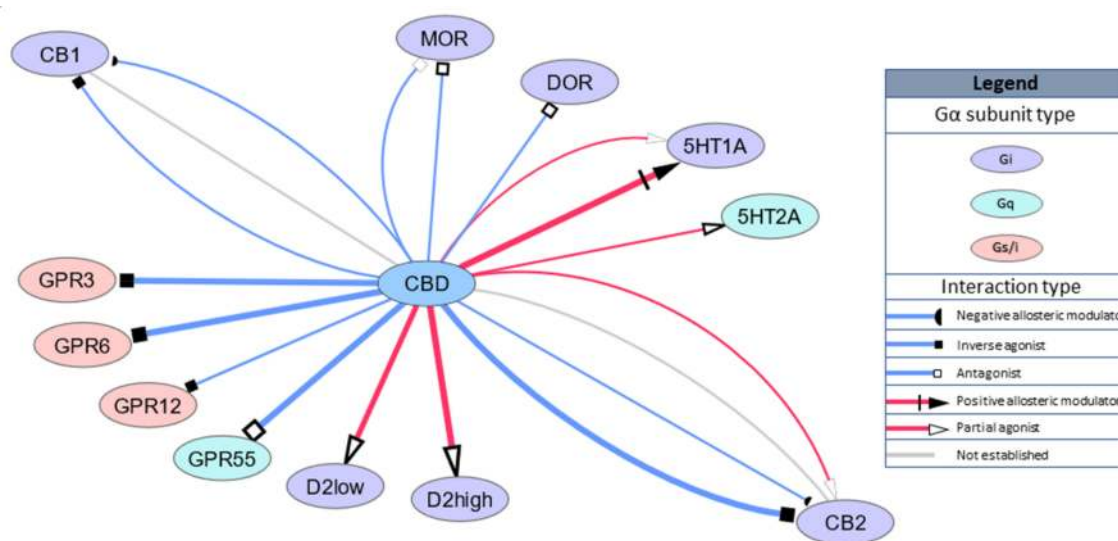 MOR
CB1
DOR
Legend
Gα subunit type
5HT1A
Gi
5HT2A
Gq
Gs/i
GPR3
CBD
Interaction type
Negative allosteric modulato
GPR6
Inverse agonist
Antagonist
GPR12
Positive allosteric modulato
Partial agonist
GPR55
Not established
D2low
D2high
CB2